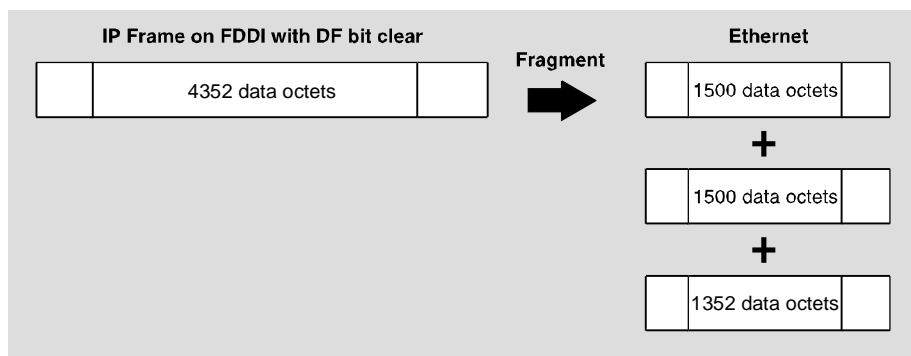 IP Frame on FDDI with DF bit clear
4352 data octets
Fragment
Ethernet
1500 data octets
+
1500 data octets
+
1352 data octets